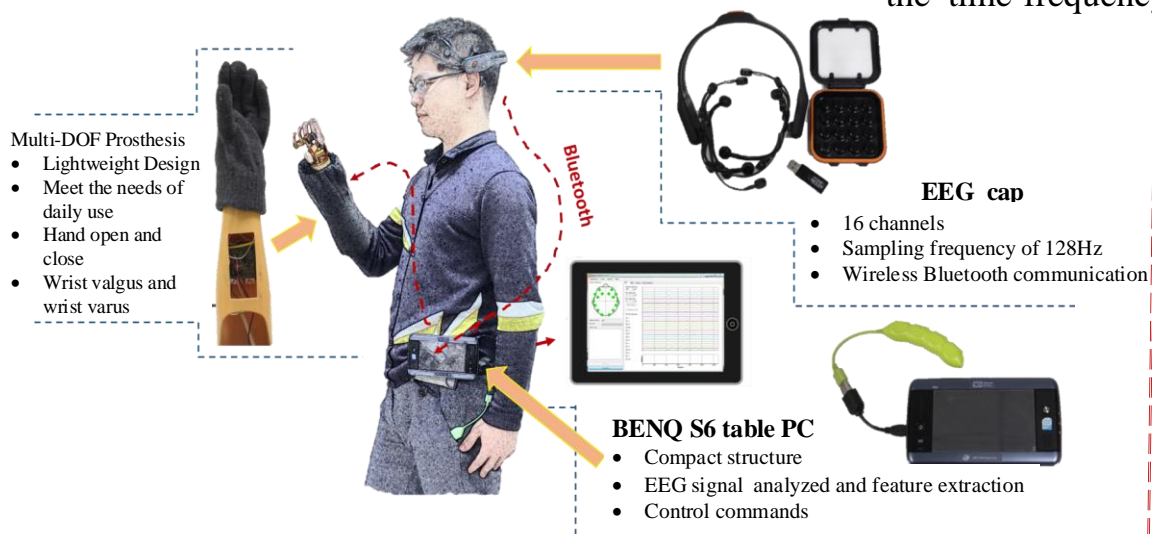 the time-frequency
Multi-DOF Prosthesis
• Lightweight Design
• Meet the needs of
daily use
• Hand open and
close
• Wrist valgus and
wrist varus
Bluetooth
EEG cap
• 16 channels
• Sampling frequency of 128Hz
• Wireless Bluetooth communication
BENQ S6 table PC
• Compact structure
• EEG signal analyzed and feature extraction
• Control commands